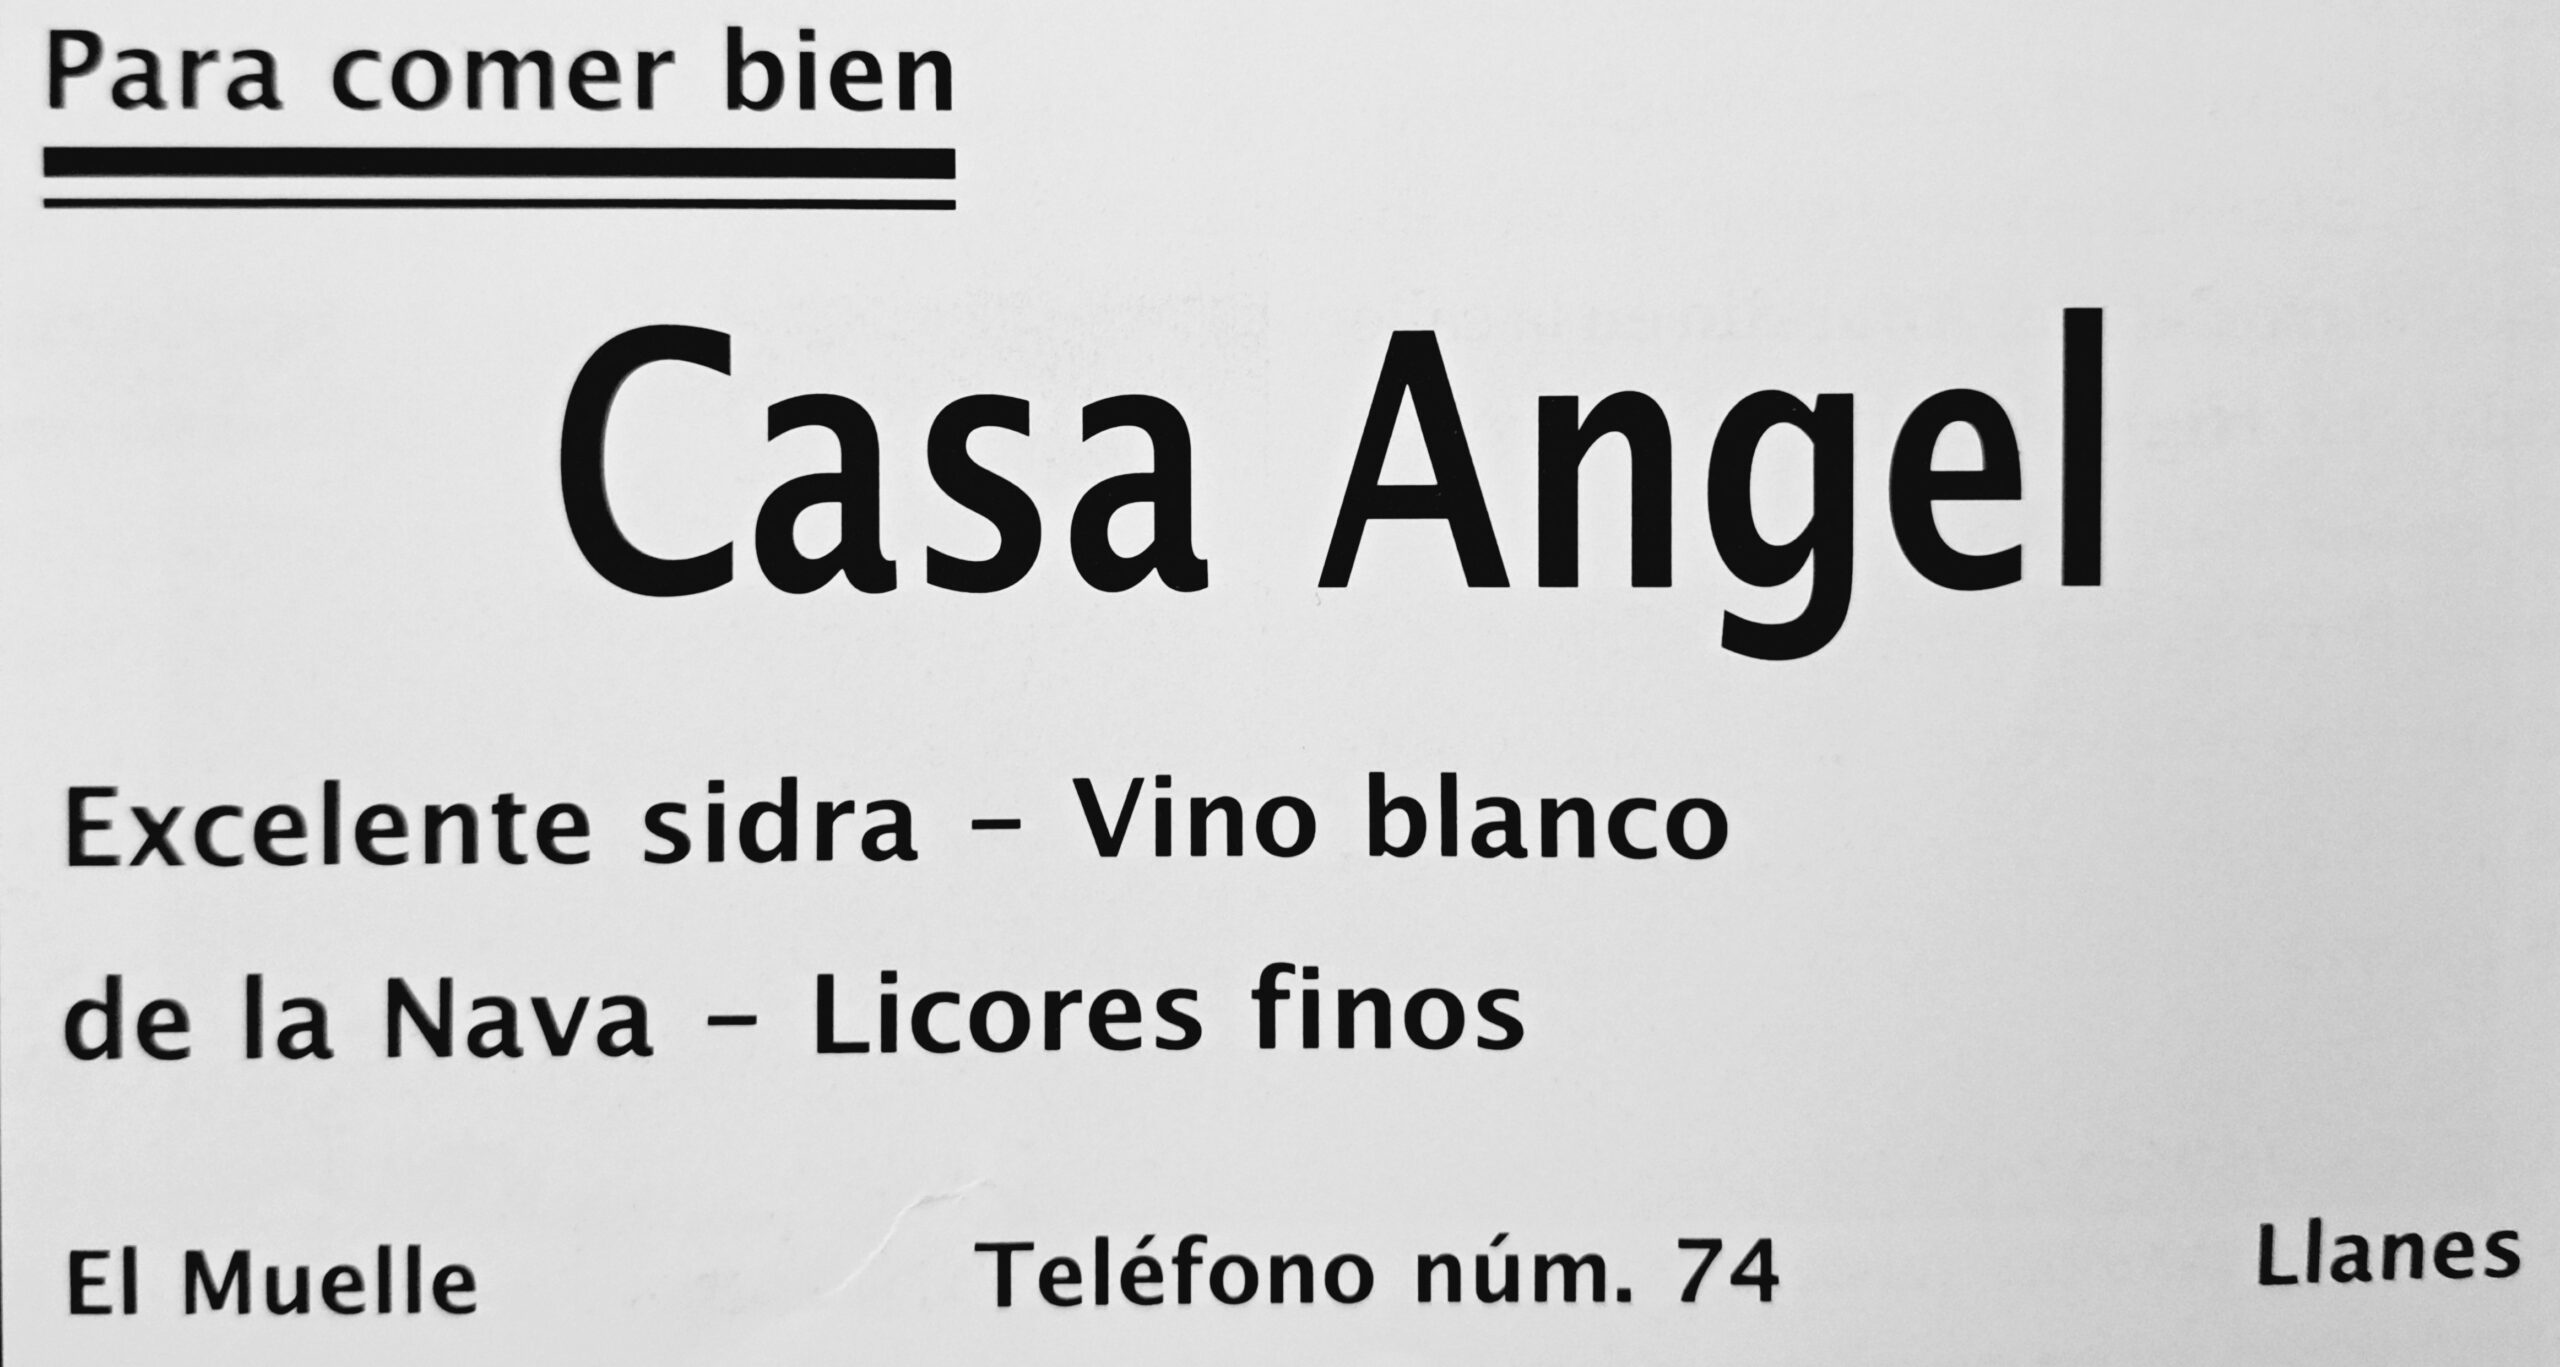 Para comer bien
Casa Angel
Excelente sidra – Vino blanco
de la Nava – Licores finos
El Muelle Teléfono núm. 74 Llanes